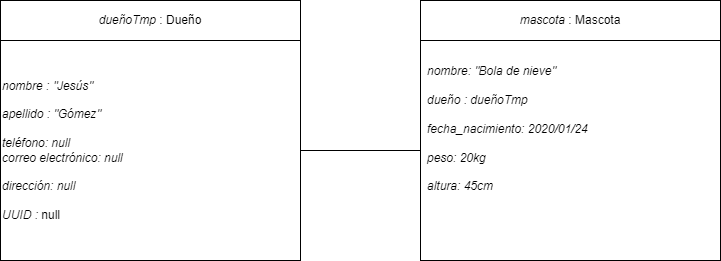 dueñoTmp : Dueño
nombre : "Jesús"
apellido : "Gómez"
teléfono: null
correo electrónico: null
dirección: null
UUID : null
mascota : Mascota
nombre: "Bola de nieve"
dueño : dueñoTmp
fecha_nacimiento: 2020/01/24
peso: 20kg
altura: 45cm